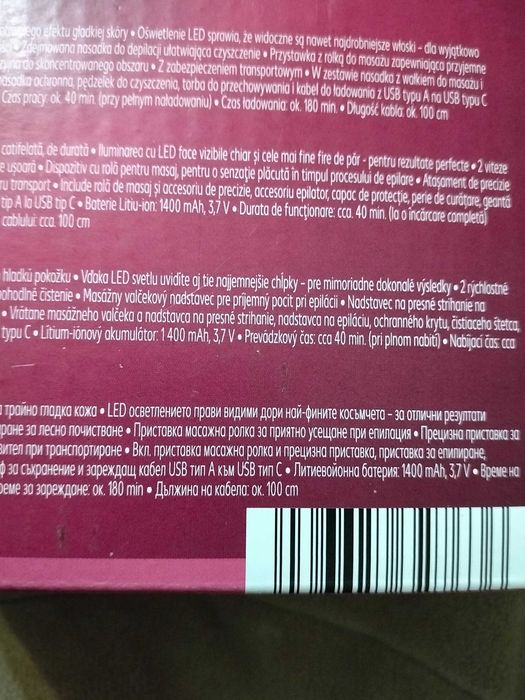 efektu gładkiej skóry • Oświetlenie LED sprawia, że widoczne są nawet najdrobniejsze włoski - dla wyjątkowo
• Zdejmowana nasadka do depilacji ułatwiająca czyszczenie • Przystawka z rolką do masażu zapewniająca przyjemne
do skoncentrowanego obszaru • Z zabezpieczeniem transportowym • W zestawie nasadka z wałkiem do masażu i
nasadka ochronna, pędzelek do czyszczenia, torba do przechowywania i kabel do ładowania z USB typu A na USB typu C
Czas pracy: ok. 40 min. (przy pełnym naładowaniu) • Czas ładowania: ok. 180 min. • Długość kabla: ok. 100 cm
catifelată, de durată • Iluminarea cu LED face vizibile chiar și cele mai fine fire de păr - pentru rezultate perfecte • 2 viteze
ușoară • Dispozitiv cu rolă pentru masaj, pentru o senzație plăcută în timpul procesului de epilare • Atașament de precizie
transport • Include rolă de masaj și accesoriu de precizie, accesoriu epilator, capac de protecție, perie de curățare, geantă
tip A la USB tip C • Baterie Litiu-ion: 1400 mAh, 3,7 V • Durata de funcționare: cca. 40 min. (la o încărcare completă)
cablului: cca. 100 cm
hladkú pokožku • Vďaka LED svetlu uvidíte aj tie najjemnejšie chĺpky - pre mimoriadne dokonalé výsledky • 2 rýchlostné
pohodlné čistenie • Masážny valčekový nadstavec pre príjemný pocit pri epilácii • Nadstavec na presné strihanie na
• Vrátane masážneho valčeka a nadstavca na presné strihanie, nadstavca na epiláciu, ochranného krytu, čistiaceho štetca,
typu C • Lítium-iónový akumulátor: 1 400 mAh, 3,7 V • Prevádzkový čas: cca 40 min. (pri plnom nabití) • Nabíjací čas: cca
трайно гладка кожа • LED осветлението прави видими дори най-фините косъмчета - за отлични резултати
за лесно почистване • Приставка масажна ролка за приятно усещане при епилация • Прецизна приставка за
при транспортиране • Вкл. приставка масажна ролка и прецизна приставка, приставка за епилиране,
за съхранение и зареждащ кабел USB тип A към USB тип C • Литиевойонна батерия: 1400 mAh, 3,7 V • Време на
време за зареждане: ок. 180 min • Дължина на кабела: ок. 100 cm